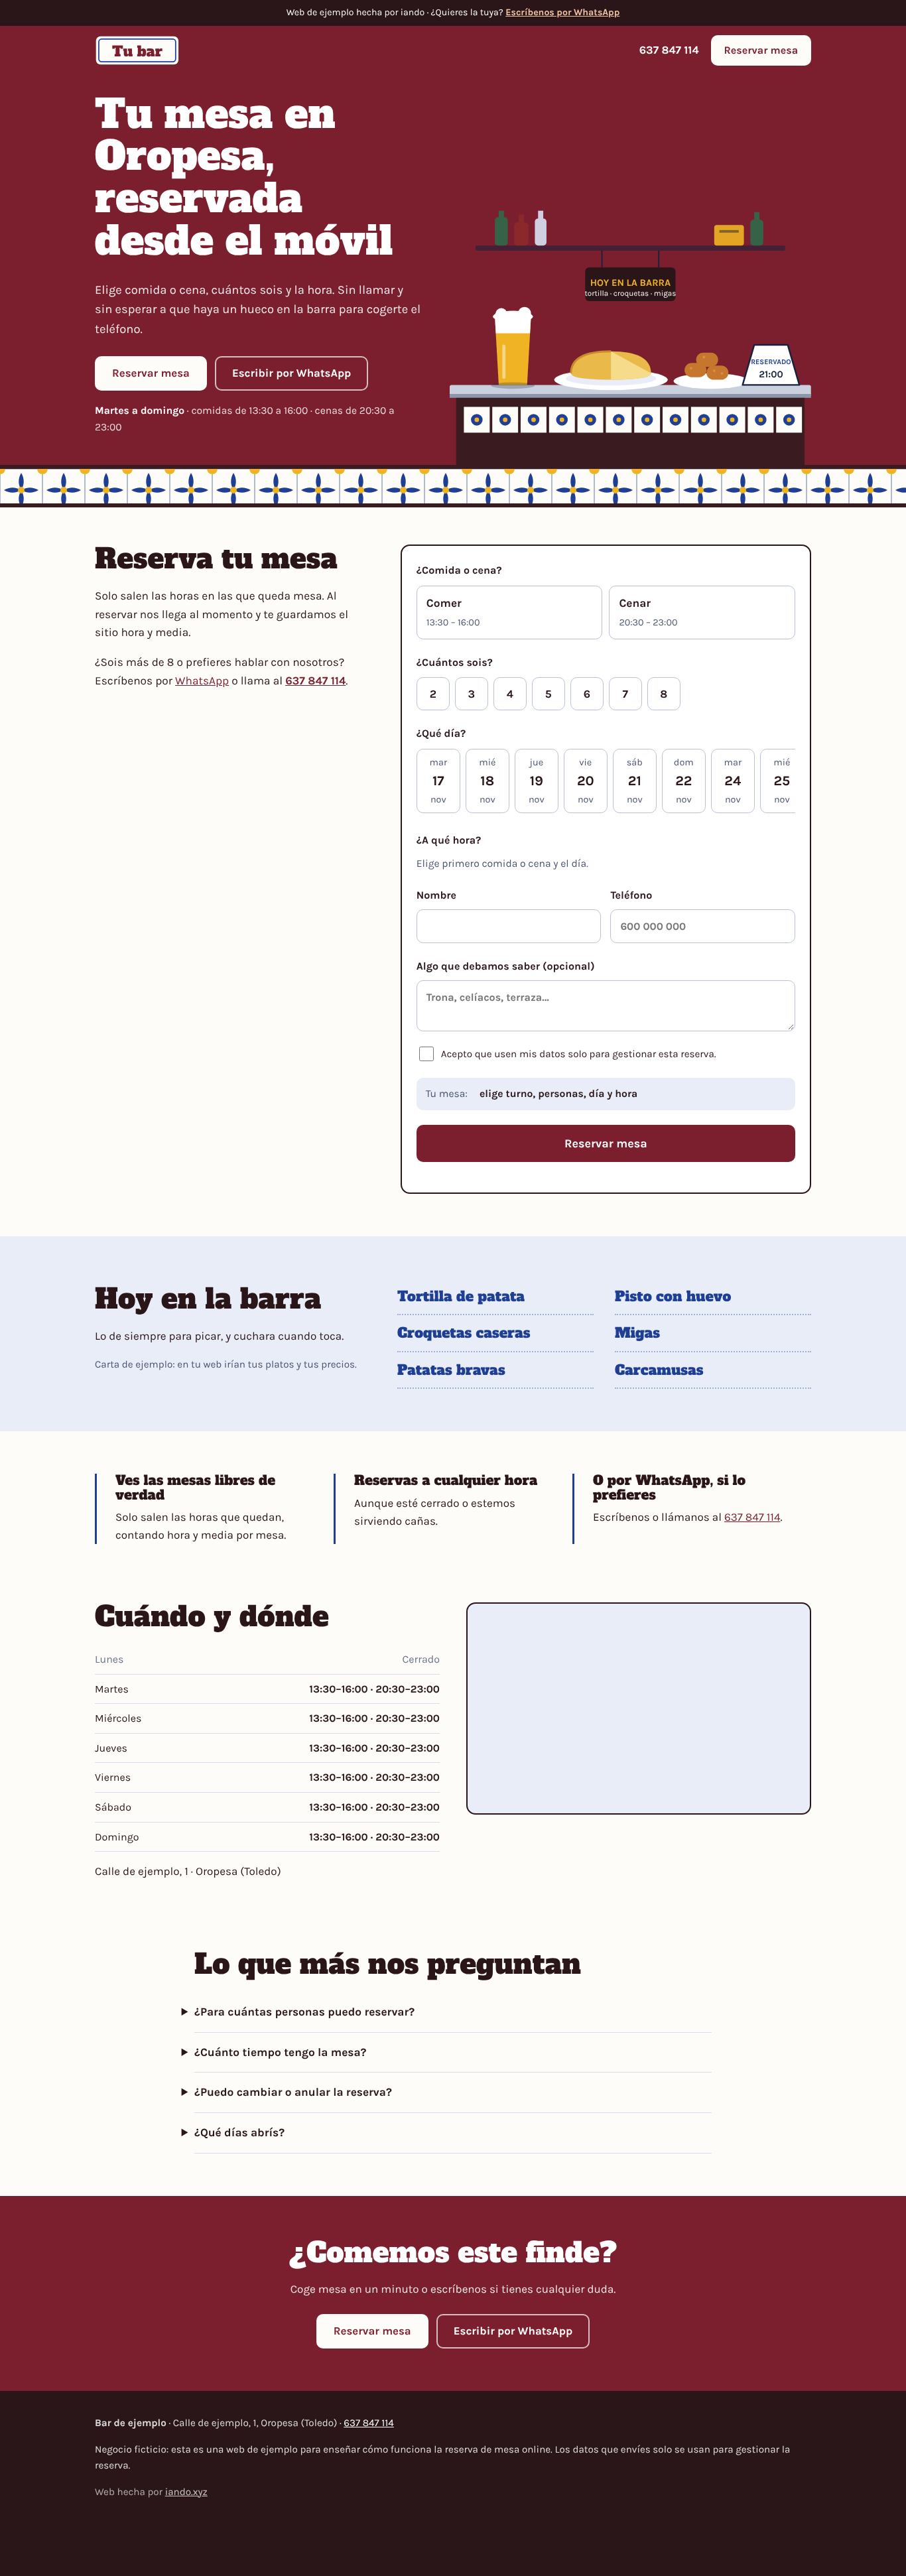 Web de ejemplo hecha por iando · ¿Quieres la tuya? Escríbenos por WhatsApp
Tu bar
637 847 114
Reservar mesa
Tu mesa en
Oropesa,
reservada
desde el móvil
Elige comida o cena, cuántos sois y la hora. Sin llamar y
sin esperar a que haya un hueco en la barra para cogerte el
teléfono.
Reservar mesa
Escribir por WhatsApp
Martes a domingo · comidas de 13:30 a 16:00 · cenas de 20:30 a
23:00
HOY EN LA BARRA
tortilla · croquetas · migas
RESERVADO
21:00
Reserva tu mesa
Solo salen las horas en las que queda mesa. Al
reservar nos llega al momento y te guardamos el
sitio hora y media.
¿Sois más de 8 o prefieres hablar con nosotros?
Escríbenos por WhatsApp o llama al 637 847 114.
¿Comida o cena?
Comer
13:30 – 16:00
Cenar
20:30 – 23:00
¿Cuántos sois?
2 3 4 5 6 7 8
¿Qué día?
mar mié jue vie sáb dom mar mié
17 18 19 20 21 22 24 25
nov nov nov nov nov nov nov nov
¿A qué hora?
Elige primero comida o cena y el día.
Nombre
Teléfono
600 000 000
Algo que debamos saber (opcional)
Trona, celíacos, terraza...
Acepto que usen mis datos solo para gestionar esta reserva.
Tu mesa: elige turno, personas, día y hora
Reservar mesa
Hoy en la barra
Lo de siempre para picar, y cuchara cuando toca.
Carta de ejemplo: en tu web irían tus platos y tus precios.
Tortilla de patata
Pisto con huevo
Croquetas caseras
Migas
Patatas bravas
Carcamusas
Ves las mesas libres de
verdad
Solo salen las horas que quedan,
contando hora y media por mesa.
Reservas a cualquier hora
Aunque esté cerrado o estemos
sirviendo cañas.
O por WhatsApp, si lo
prefieres
Escríbenos o llámanos al 637 847 114.
Cuándo y dónde
Lunes Cerrado
Martes 13:30–16:00 · 20:30–23:00
Miércoles 13:30–16:00 · 20:30–23:00
Jueves 13:30–16:00 · 20:30–23:00
Viernes 13:30–16:00 · 20:30–23:00
Sábado 13:30–16:00 · 20:30–23:00
Domingo 13:30–16:00 · 20:30–23:00
Calle de ejemplo, 1 · Oropesa (Toledo)
Lo que más nos preguntan
¿Para cuántas personas puedo reservar?
¿Cuánto tiempo tengo la mesa?
¿Puedo cambiar o anular la reserva?
¿Qué días abrís?
¿Comemos este finde?
Coge mesa en un minuto o escríbenos si tienes cualquier duda.
Reservar mesa
Escribir por WhatsApp
Bar de ejemplo · Calle de ejemplo, 1, Oropesa (Toledo) · 637 847 114
Negocio ficticio: esta es una web de ejemplo para enseñar cómo funciona la reserva de mesa online. Los datos que envíes solo se usan para gestionar la
reserva.
Web hecha por iando.xyz